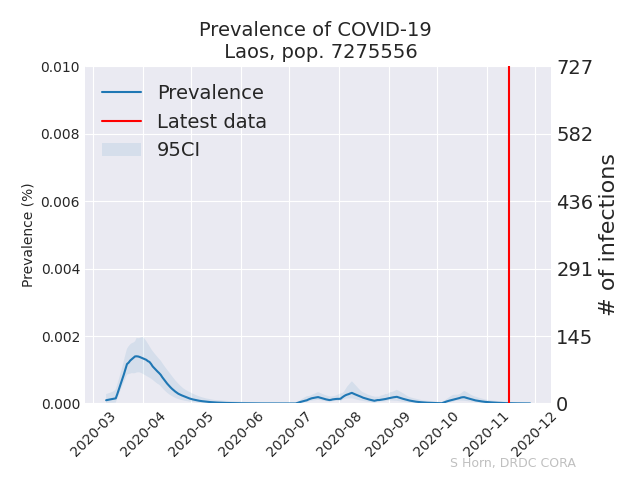 Prevalence of COVID-19
Laos, pop. 7275556
Prevalence
Latest data
95CI
0.010
0.008
0.006
0.004
0.002
0.000
Prevalence (%)
727
582
436
291
145
0
# of infections
2020-03
2020-04
2020-05
2020-06
2020-07
2020-08
2020-09
2020-10
2020-11
2020-12
S Horn, DRDC CORA